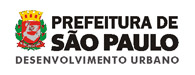 PREFEITURA DE
SÃO PAULO
DESENVOLVIMENTO URBANO